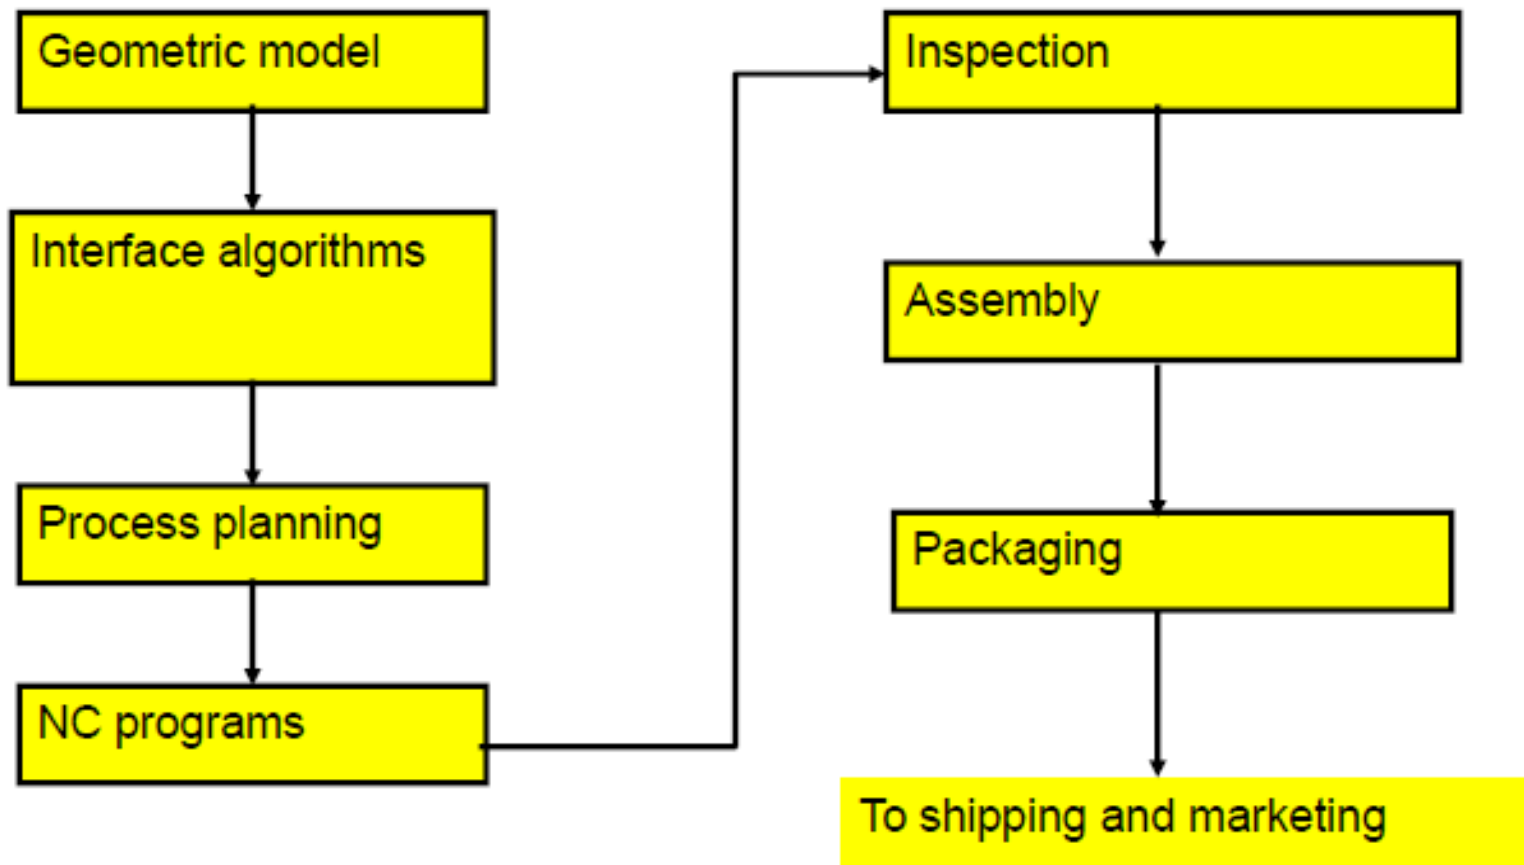 Geometric model
Interface algorithms
Process planning
NC programs
Inspection
Assembly
Packaging
To shipping and marketing